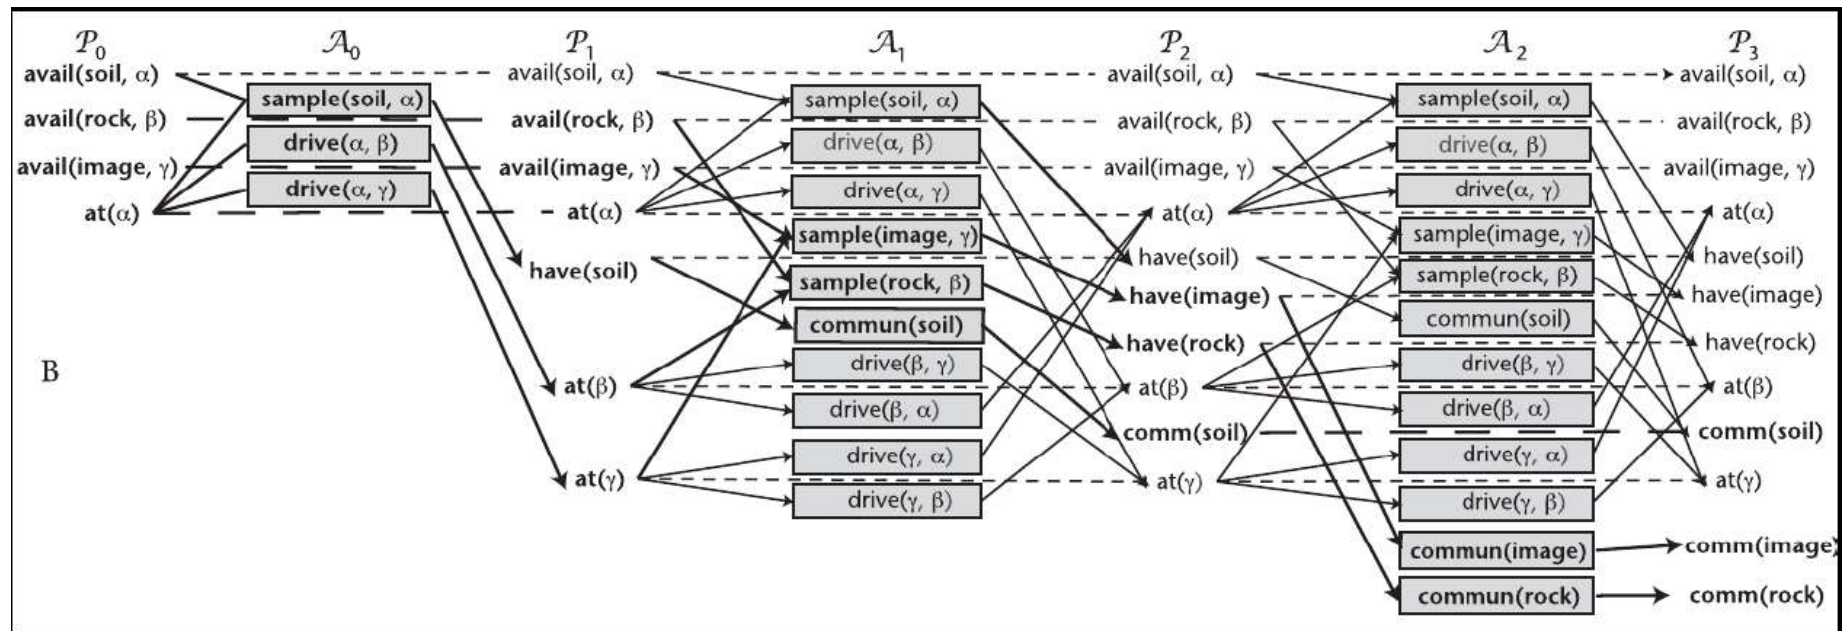 𝒫₀ 𝒜₀ 𝒫₁ 𝒜₁ 𝒫₂ 𝒜₂ 𝒫₃
avail(soil, α)
avail(rock, β)
avail(image, γ)
at(α)
sample(soil, α)
drive(α, β)
drive(α, γ)
avail(soil, α)
avail(rock, β)
avail(image, γ)
at(α)
have(soil)
at(β)
at(γ)
sample(soil, α)
drive(α, β)
drive(α, γ)
sample(image, γ)
sample(rock, β)
commun(soil)
drive(β, γ)
drive(β, α)
drive(γ, α)
drive(γ, β)
avail(soil, α)
avail(rock, β)
avail(image, γ)
at(α)
have(soil)
have(image)
have(rock)
at(β)
comm(soil)
at(γ)
sample(soil, α)
drive(α, β)
drive(α, γ)
sample(image, γ)
sample(rock, β)
commun(soil)
drive(β, γ)
drive(β, α)
drive(γ, α)
drive(γ, β)
commun(image)
commun(rock)
avail(soil, α)
avail(rock, β)
avail(image, γ)
at(α)
have(soil)
have(image)
have(rock)
at(β)
comm(soil)
at(γ)
comm(image)
comm(rock)
B